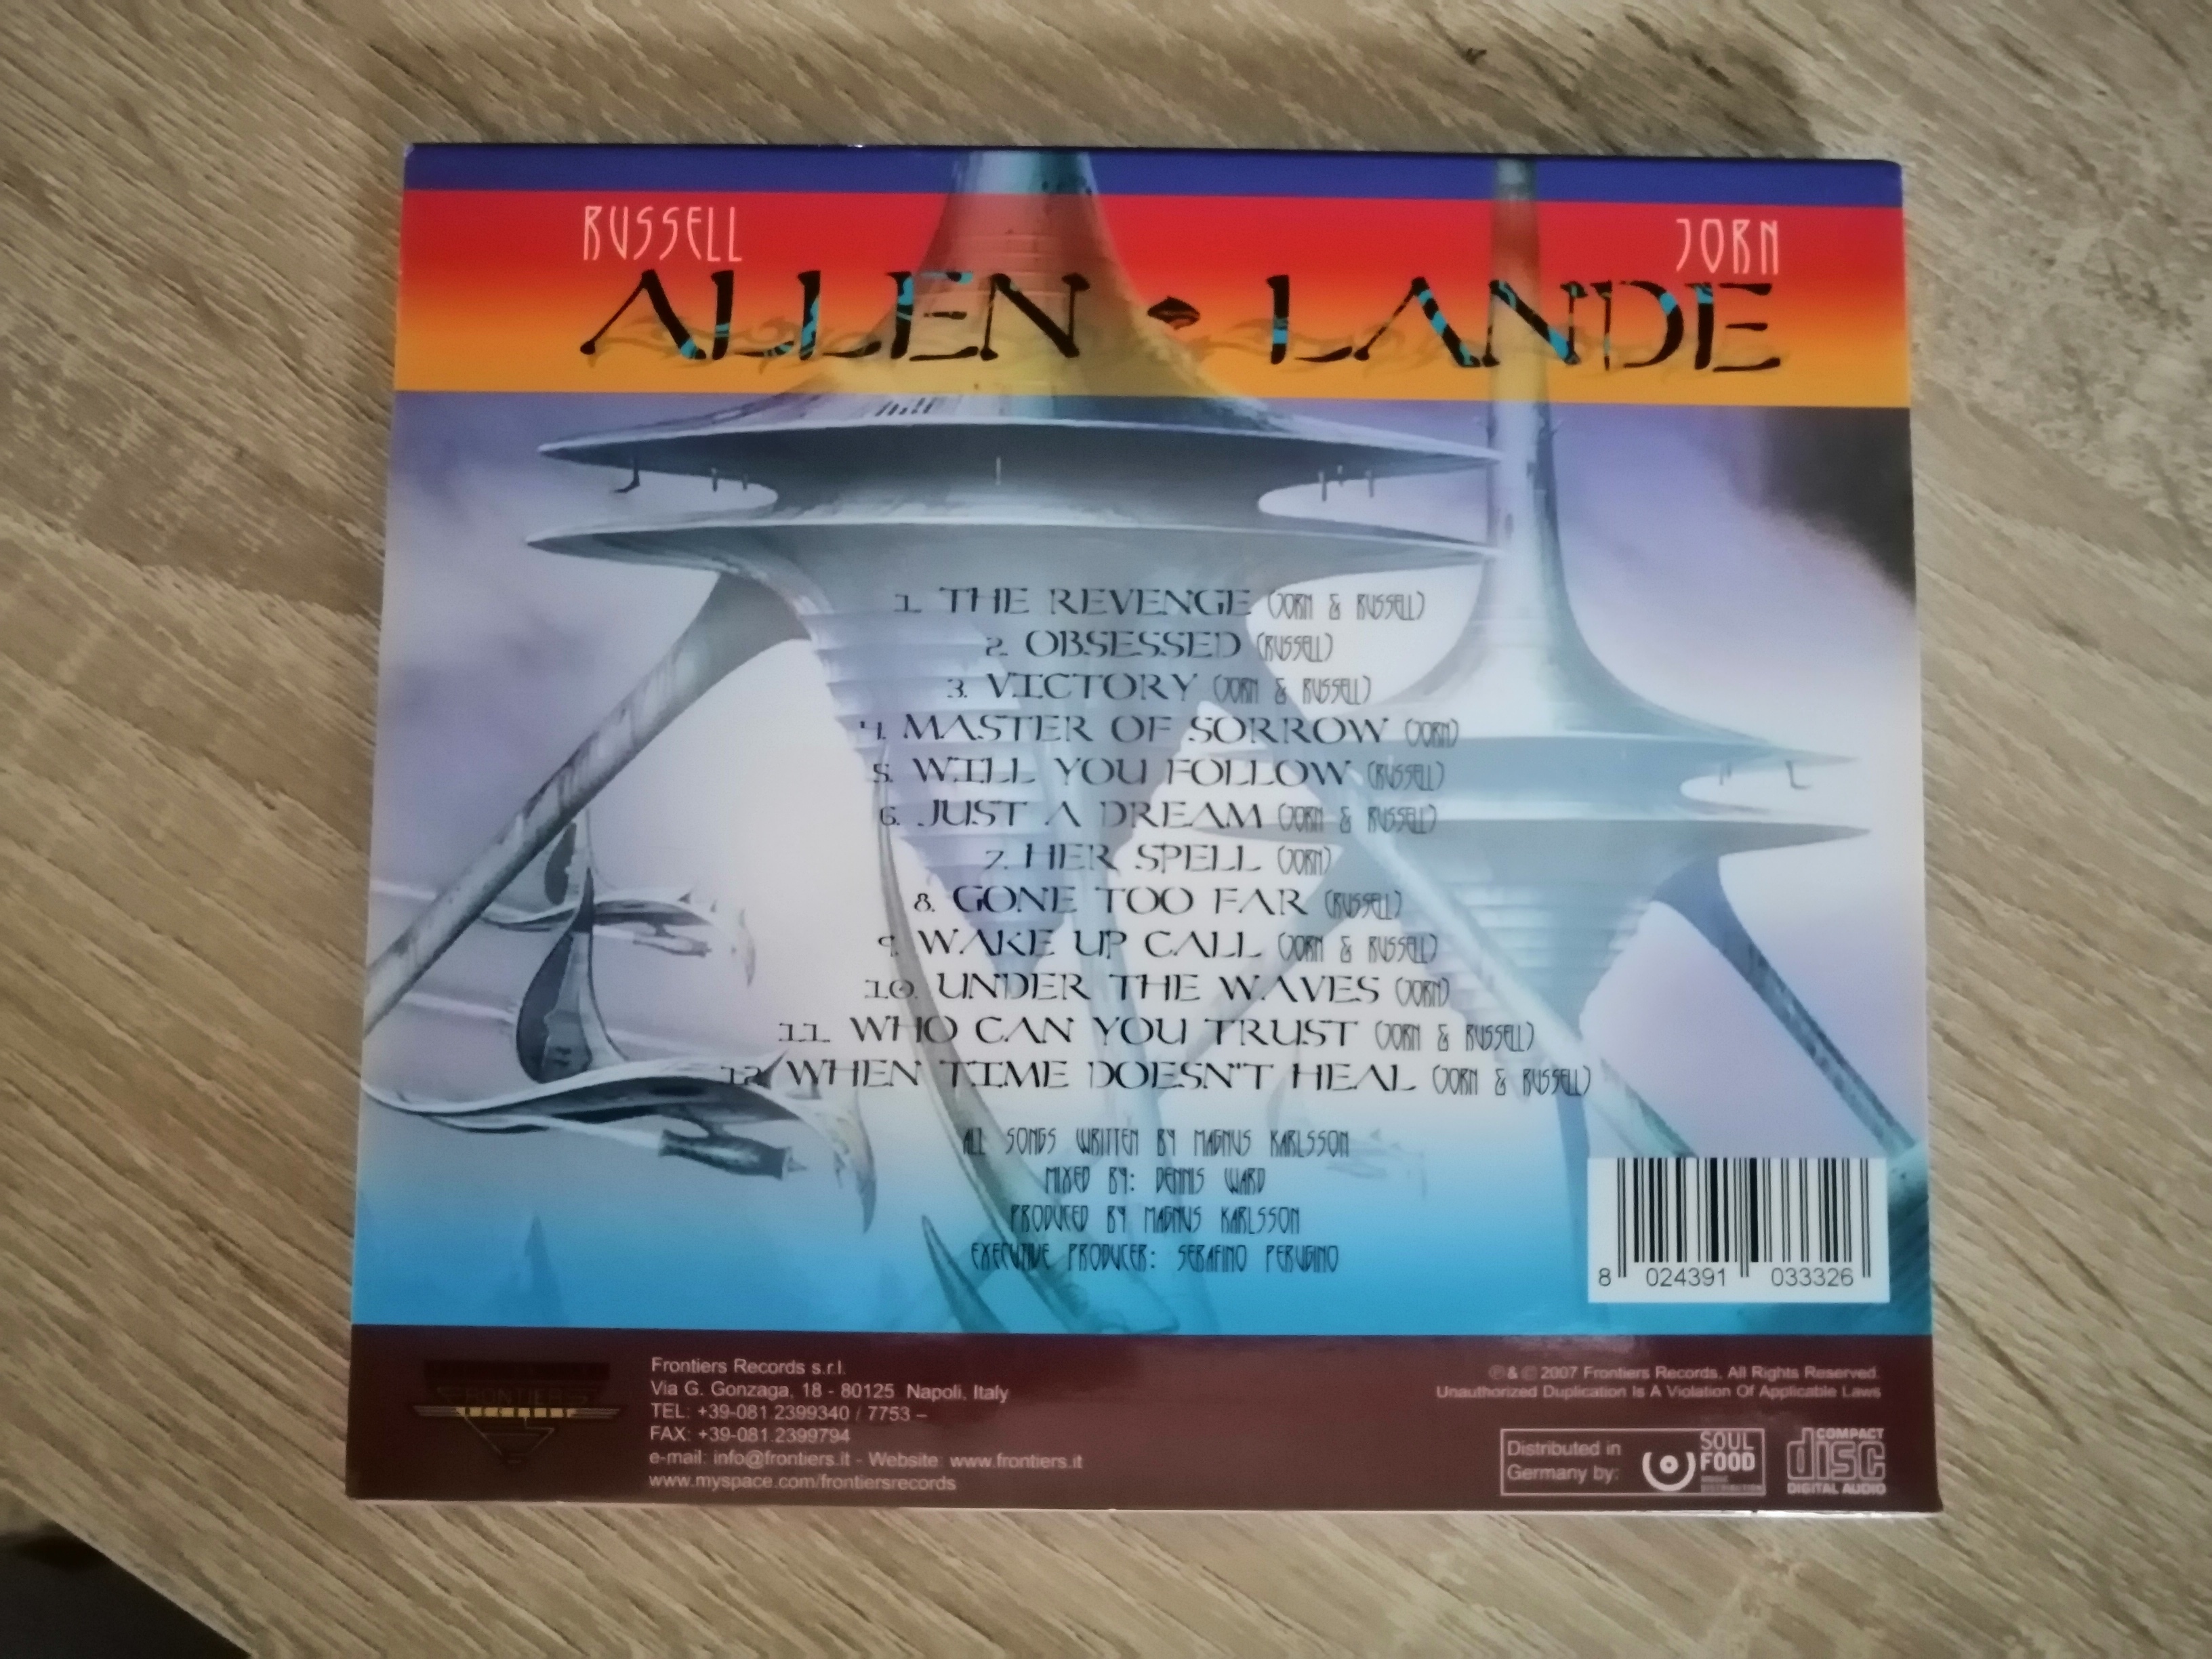 RUSSELL
JORN
ALLEN • LANDE
1. THE REVENGE (JORN & RUSSELL)
2. OBSESSED (RUSSELL)
3. VICTORY (JORN & RUSSELL)
4. MASTER OF SORROW (JORN)
5. WILL YOU FOLLOW (RUSSELL)
6. JUST A DREAM (JORN & RUSSELL)
7. HER SPELL (JORN)
8. GONE TOO FAR (RUSSELL)
9. WAKE UP CALL (JORN & RUSSELL)
10. UNDER THE WAVES (JORN)
11. WHO CAN YOU TRUST (JORN & RUSSELL)
12. WHEN TIME DOESN'T HEAL (JORN & RUSSELL)
ALL SONGS WRITTEN BY MAGNUS KARLSSON
MIXED BY: DENNIS WARD
PRODUCED BY MAGNUS KARLSSON
EXECUTIVE PRODUCER: SERAFINO PERUGINO
8 024391 033326
FRONTIERS
RECORDS
Frontiers Records s.r.l.
Via G. Gonzaga, 18 - 80125 Napoli, Italy
TEL: +39-081 2399340 / 7753 –
FAX: +39-081 2399794
e-mail: info@frontiers.it - Website: www.frontiers.it
www.myspace.com/frontiersrecords
℗ & © 2007 Frontiers Records. All Rights Reserved.
Unauthorized Duplication Is A Violation Of Applicable Laws
Distributed in
Germany by:
SOUL
FOOD
MUSIC
DISTRIBUTION
COMPACT
disc
DIGITAL AUDIO